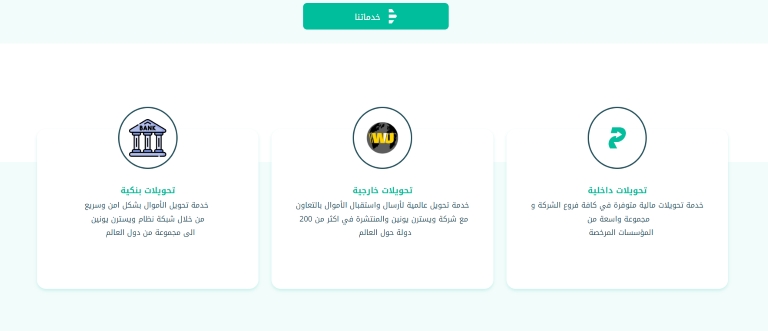 خدماتنا
تحويلات داخلية
خدمة تحويلات مالية متوفرة في كافة فروع الشركة و
مجموعة واسعة من
المؤسسات المرخصة
WU
تحويلات خارجية
خدمة تحويل عالمية لأرسال واستقبال الأموال بالتعاون
مع شركة ويسترن يونين والمنتشرة في اكثر من 200
دولة حول العالم
BANK
تحويلات بنكية
خدمة تحويل الأموال بشكل امن وسريع
من خلال شبكة نظام ويسترن يونين
الى مجموعة من دول العالم